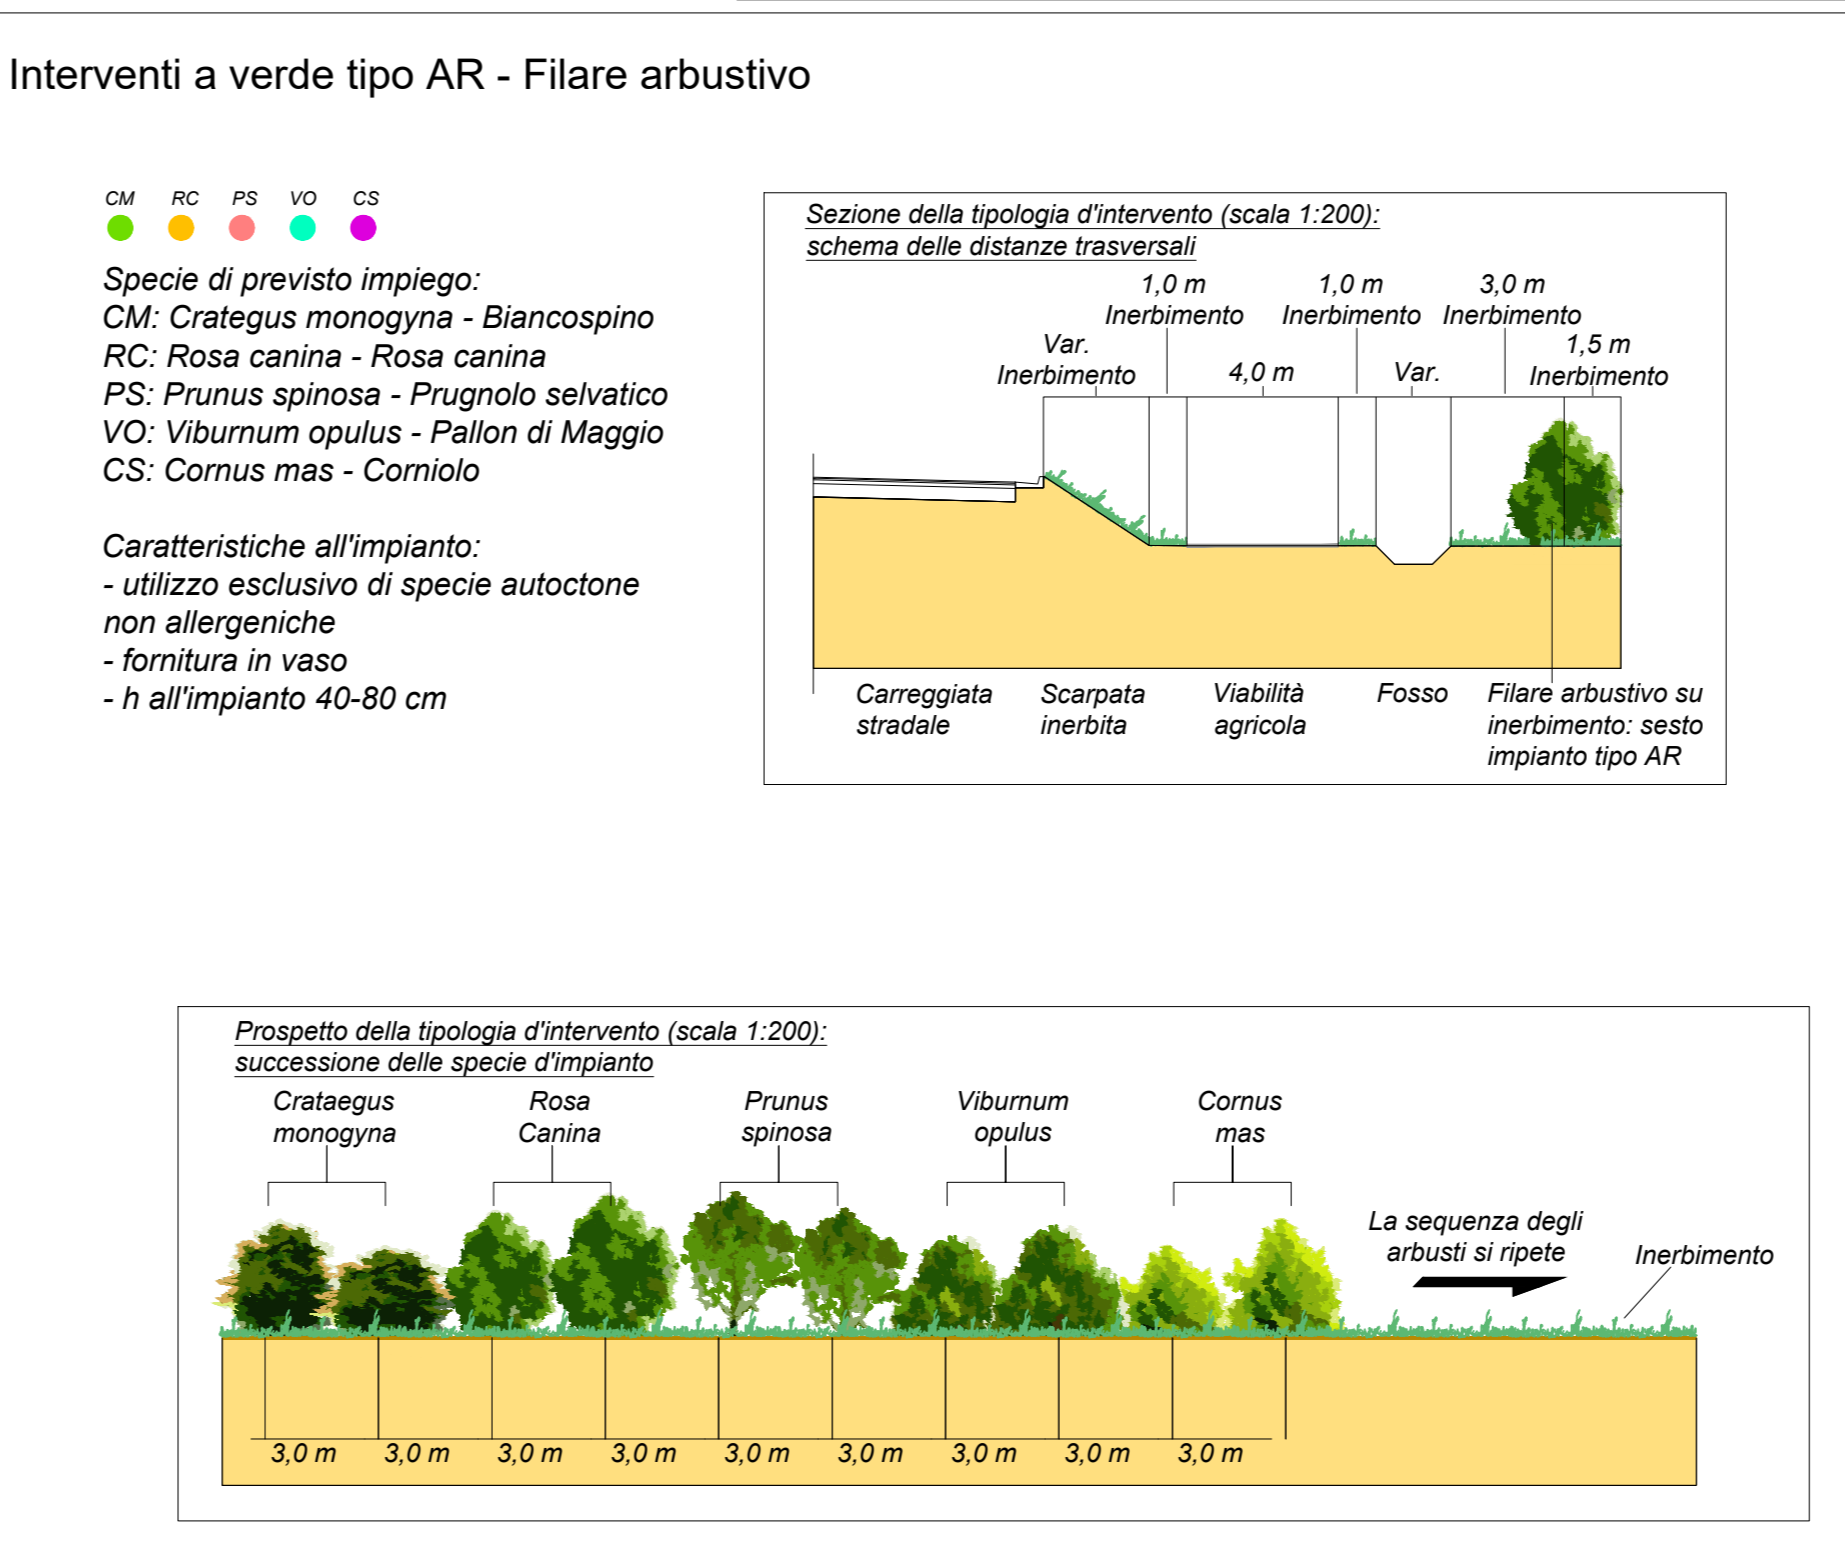 Interventi a verde tipo AR - Filare arbustivo
CM RC PS VO CS
Specie di previsto impiego:
CM: Crategus monogyna - Biancospino
RC: Rosa canina - Rosa canina
PS: Prunus spinosa - Prugnolo selvatico
VO: Viburnum opulus - Pallon di Maggio
CS: Cornus mas - Corniolo
Caratteristiche all'impianto:
- utilizzo esclusivo di specie autoctone
non allergeniche
- fornitura in vaso
- h all'impianto 40-80 cm
Sezione della tipologia d'intervento (scala 1:200):
schema delle distanze trasversali
1,0 m
Inerbimento
1,0 m
Inerbimento
3,0 m
Inerbimento
Var.
Inerbimento
4,0 m
Var.
1,5 m
Inerbimento
Carreggiata
stradale
Scarpata
inerbita
Viabilità
agricola
Fosso
Filare arbustivo su
inerbimento: sesto
impianto tipo AR
Prospetto della tipologia d'intervento (scala 1:200):
successione delle specie d'impianto
Crataegus
monogyna
Rosa
Canina
Prunus
spinosa
Viburnum
opulus
Cornus
mas
La sequenza degli
arbusti si ripete
Inerbimento
3,0 m 3,0 m 3,0 m 3,0 m 3,0 m 3,0 m 3,0 m 3,0 m 3,0 m